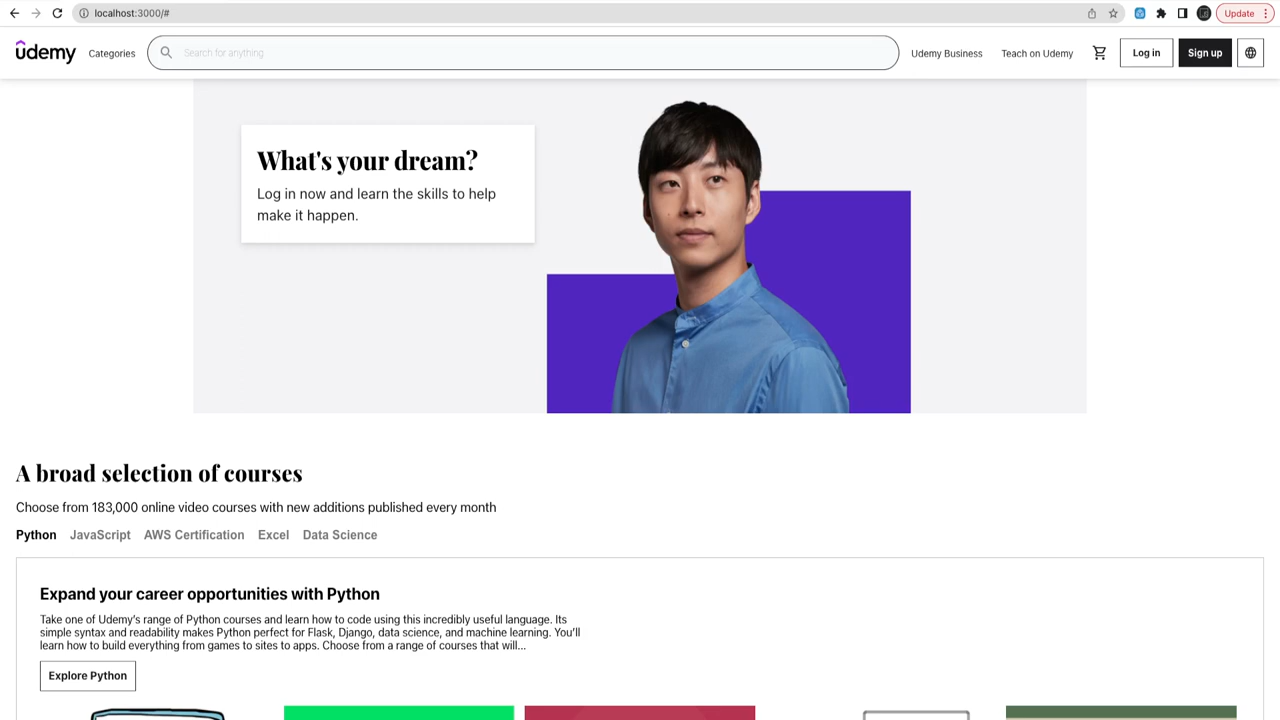 localhost:3000/#
Update
ûdemy
Categories
Search for anything
Udemy Business
Teach on Udemy
Log in
Sign up
What's your dream?
Log in now and learn the skills to help
make it happen.
A broad selection of courses
Choose from 183,000 online video courses with new additions published every month
Python JavaScript AWS Certification Excel Data Science
Expand your career opportunities with Python
Take one of Udemy's range of Python courses and learn how to code using this incredibly useful language. Its
simple syntax and readability makes Python perfect for Flask, Django, data science, and machine learning. You'll
learn how to build everything from games to sites to apps. Choose from a range of courses that will...
Explore Python